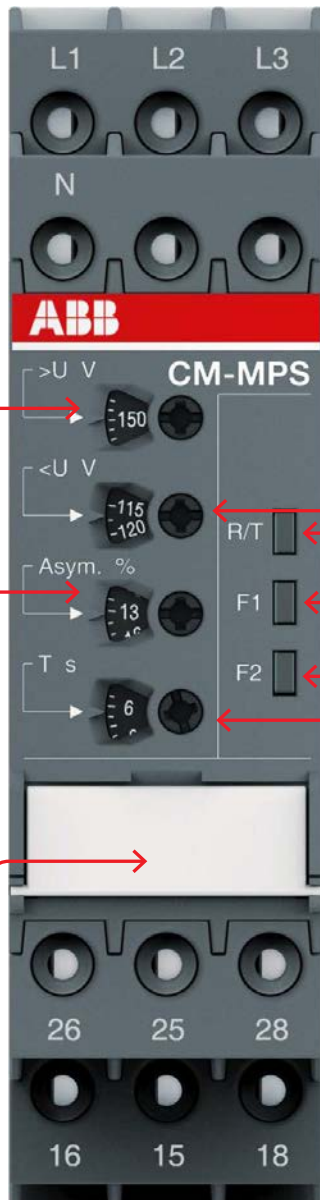 L1 L2 L3
N
ABB
>U V
CM-MPS
150
<U V
115
120
R/T
Asym. %
13
F1
T s
F2
6
26 25 28
16 15 18